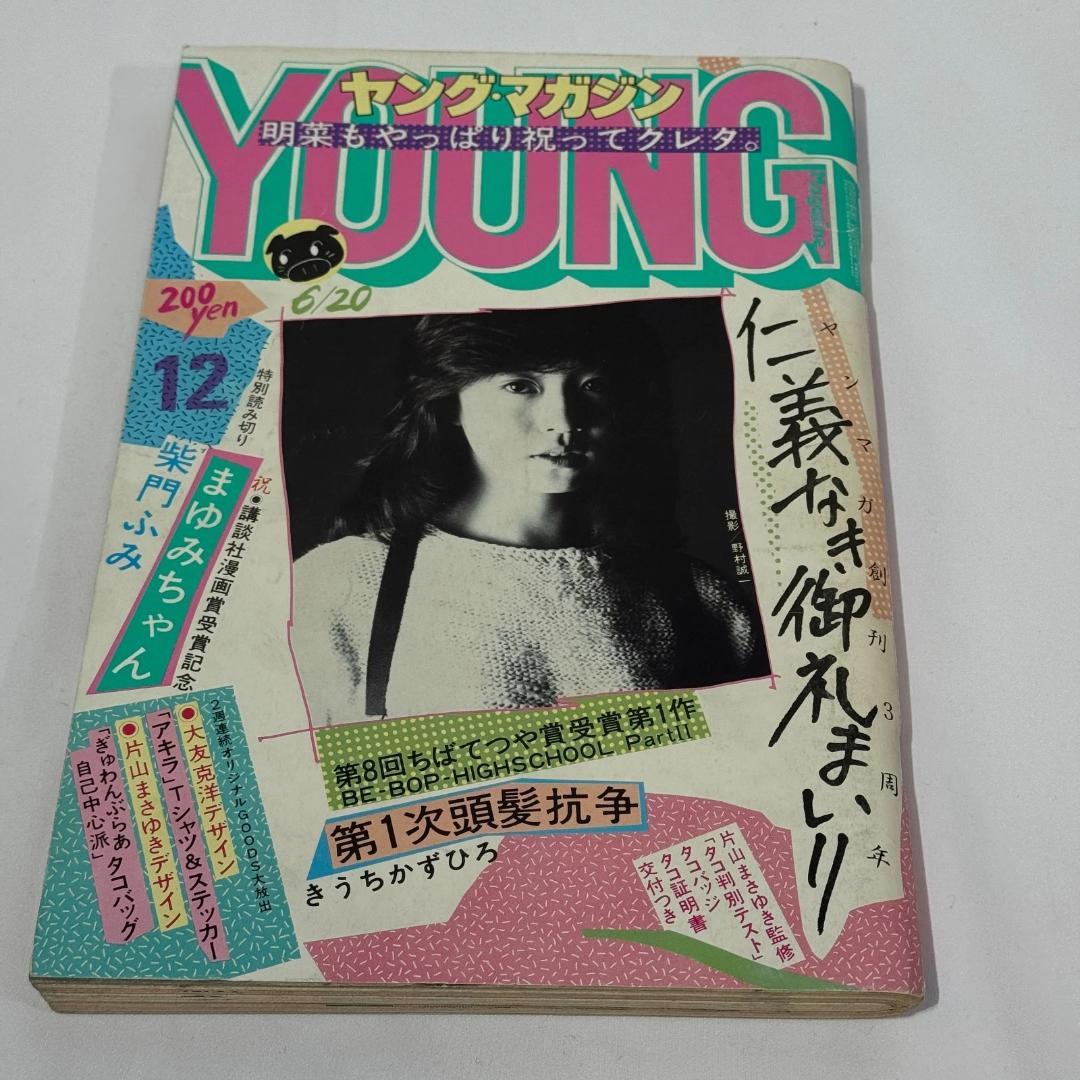 YOUNG
ヤング・マガジン
明菜もやっぱり祝ってクレタ。
Magazine
200
yen
6/20
12
特別読み切り
柴門ふみ
まゆみちゃん
祝●講談社漫画賞受賞記念
撮影/野村誠一
仁義なき御礼まいり
ヤンマガ創刊3周年
第8回ちばてつや賞受賞第1作
BE-BOP-HIGHSCHOOL PartII
第1次頭髪抗争
きうちかずひろ
2週連続オリジナルGOODS大放出
●大友克洋デザイン
「アキラ」Tシャツ&ステッカー
●片山まさゆきデザイン
「ぎゅわんぶらあ
自己中心派」
タコバッグ
片山まさゆき監修
「タコ判別テスト」
タコバッジ
タコ証明書
交付つき